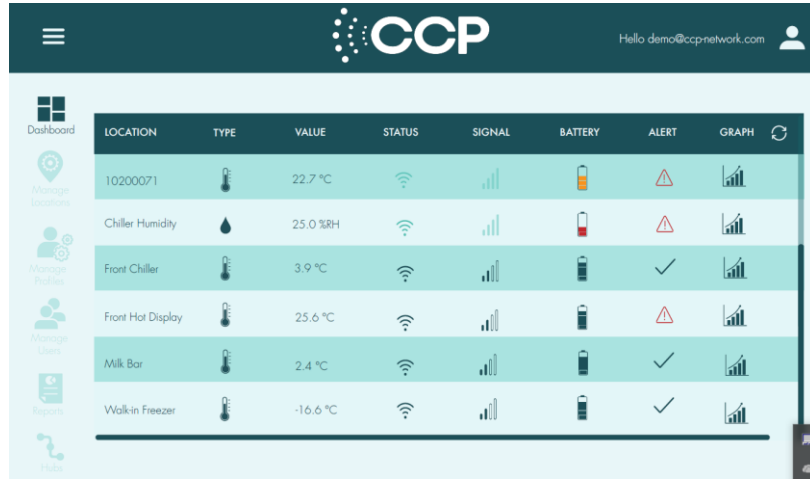 CCP
Hello demo@ccp-network.com
Dashboard
Manage
Locations
Manage
Profiles
Manage
Users
Reports
Hubs
LOCATION TYPE VALUE STATUS SIGNAL BATTERY ALERT GRAPH
10200071 22.7 °C
Chiller Humidity 25.0 %RH
Front Chiller 3.9 °C
Front Hot Display 25.6 °C
Milk Bar 2.4 °C
Walk-in Freezer -16.6 °C